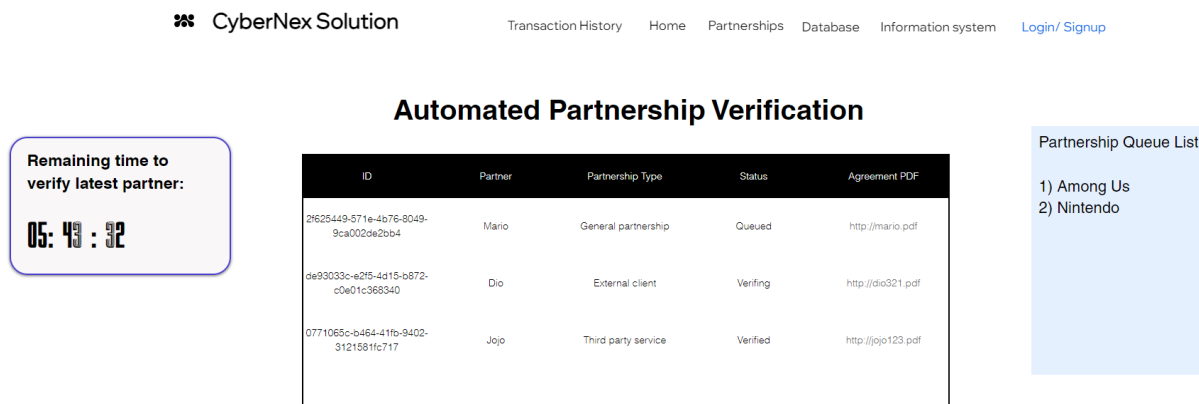 CyberNex Solution
Transaction History Home Partnerships Database Information system Login/ Signup
Automated Partnership Verification
Remaining time to
verify latest partner:
05: 43 : 32
ID Partner Partnership Type Status Agreement PDF
2f625449-571e-4b76-8049-
9ca002de2bb4
Mario General partnership Queued http://mario.pdf
de93033c-e2f5-4d15-b872-
c0e01c368340
Dio External client Verifing http://dio321.pdf
0771065c-b464-41fb-9402-
3121581fc717
Jojo Third party service Verified http://jojo123.pdf
Partnership Queue List
1) Among Us
2) Nintendo